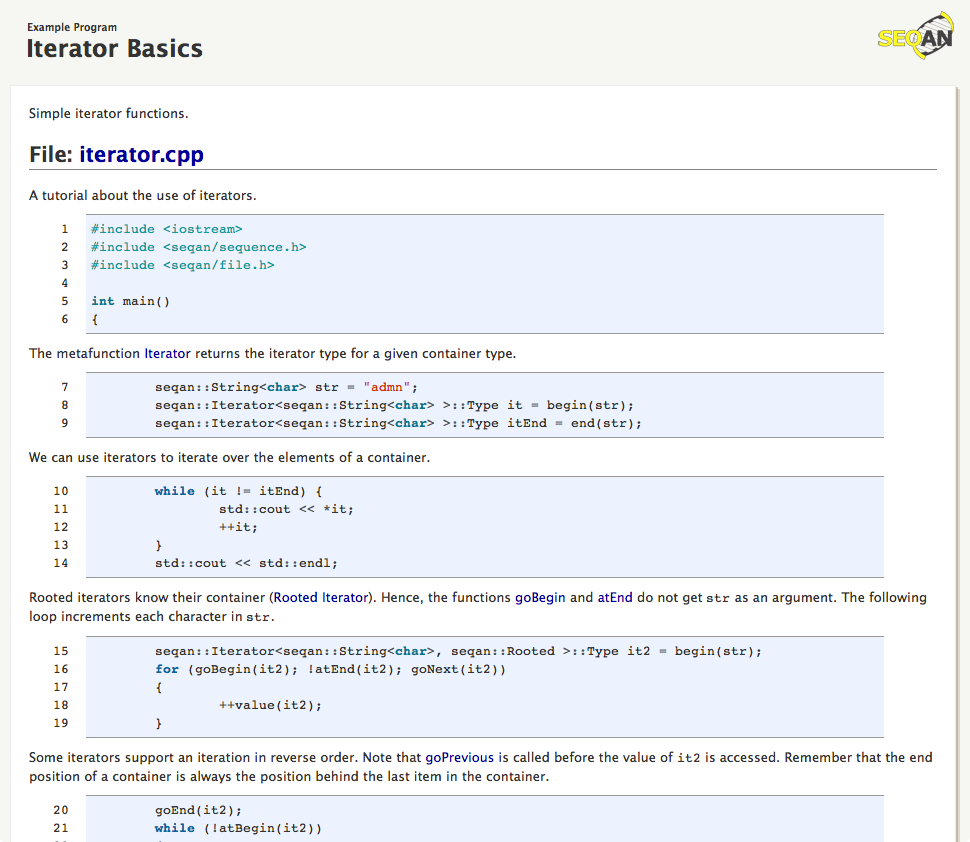 Example Program
Iterator Basics
SEQAN
Simple iterator functions.
File: iterator.cpp
A tutorial about the use of iterators.
1 #include <iostream>
2 #include <seqan/sequence.h>
3 #include <seqan/file.h>
4
5 int main()
6 {
The metafunction Iterator returns the iterator type for a given container type.
7 seqan::String<char> str = "admn";
8 seqan::Iterator<seqan::String<char> >::Type it = begin(str);
9 seqan::Iterator<seqan::String<char> >::Type itEnd = end(str);
We can use iterators to iterate over the elements of a container.
10 while (it != itEnd) {
11 std::cout << *it;
12 ++it;
13 }
14 std::cout << std::endl;
Rooted iterators know their container (Rooted Iterator). Hence, the functions goBegin and atEnd do not get str as an argument. The following
loop increments each character in str.
15 seqan::Iterator<seqan::String<char>, seqan::Rooted >::Type it2 = begin(str);
16 for (goBegin(it2); !atEnd(it2); goNext(it2))
17 {
18 ++value(it2);
19 }
Some iterators support an iteration in reverse order. Note that goPrevious is called before the value of it2 is accessed. Remember that the end
position of a container is always the position behind the last item in the container.
20 goEnd(it2);
21 while (!atBegin(it2))